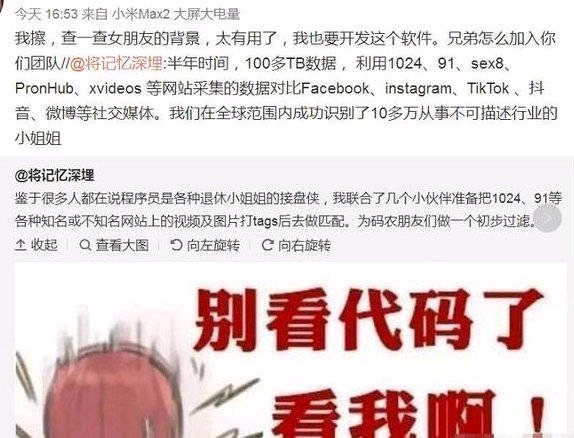 今天 16:53 来自 小米Max2 大屏大电量
我擦，查一查女朋友的背景，太有用了，我也要开发这个软件。兄弟怎么加入你
们团队//@将记忆深埋:半年时间，100多TB数据， 利用1024、91、sex8、
PronHub、xvideos 等网站采集的数据对比Facebook、instagram、TikTok 、抖
音、微博等社交媒体。我们在全球范围内成功识别了10多万从事不可描述行业的
小姐姐
@将记忆深埋
鉴于很多人都在说程序员是各种退休小姐姐的接盘侠，我联合了几个小伙伴准备把1024、91等
各种知名或不知名网站上的视频及图片打tags后去做匹配。为码农朋友们做一个初步过滤。
收起 查看大图 向左旋转 向右旋转
别看代码了
看我啊！